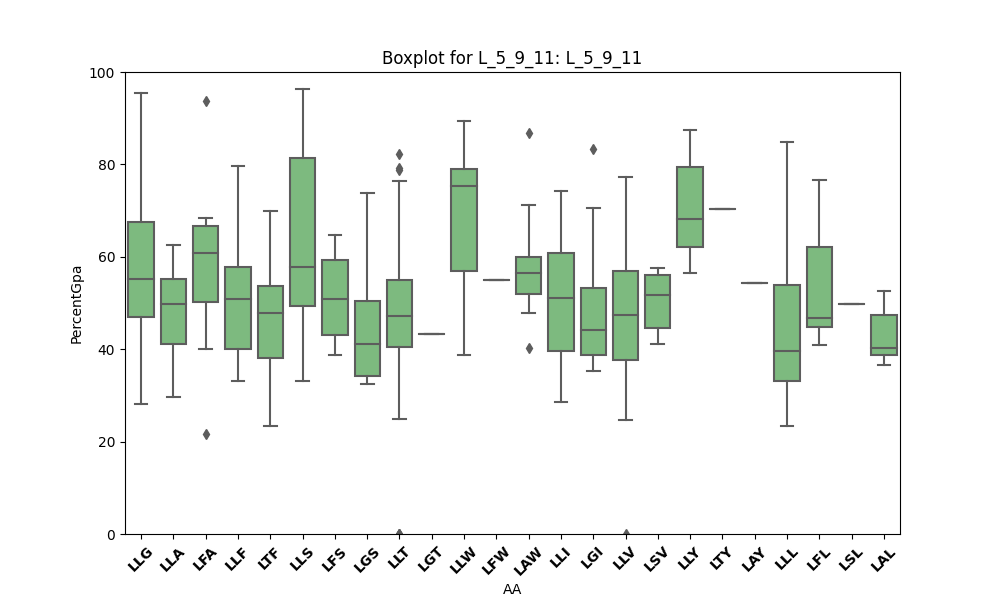 Boxplot for L_5_9_11: L_5_9_11
PercentGpa
100
80
60
40
20
0
LLG LLA LFA LLF LTF LLS LFS LGS LLT LGT LLW LFW LAW LLI LGI LLV LSV LLY LTY LAY LLL LFL LSL LAL
AA